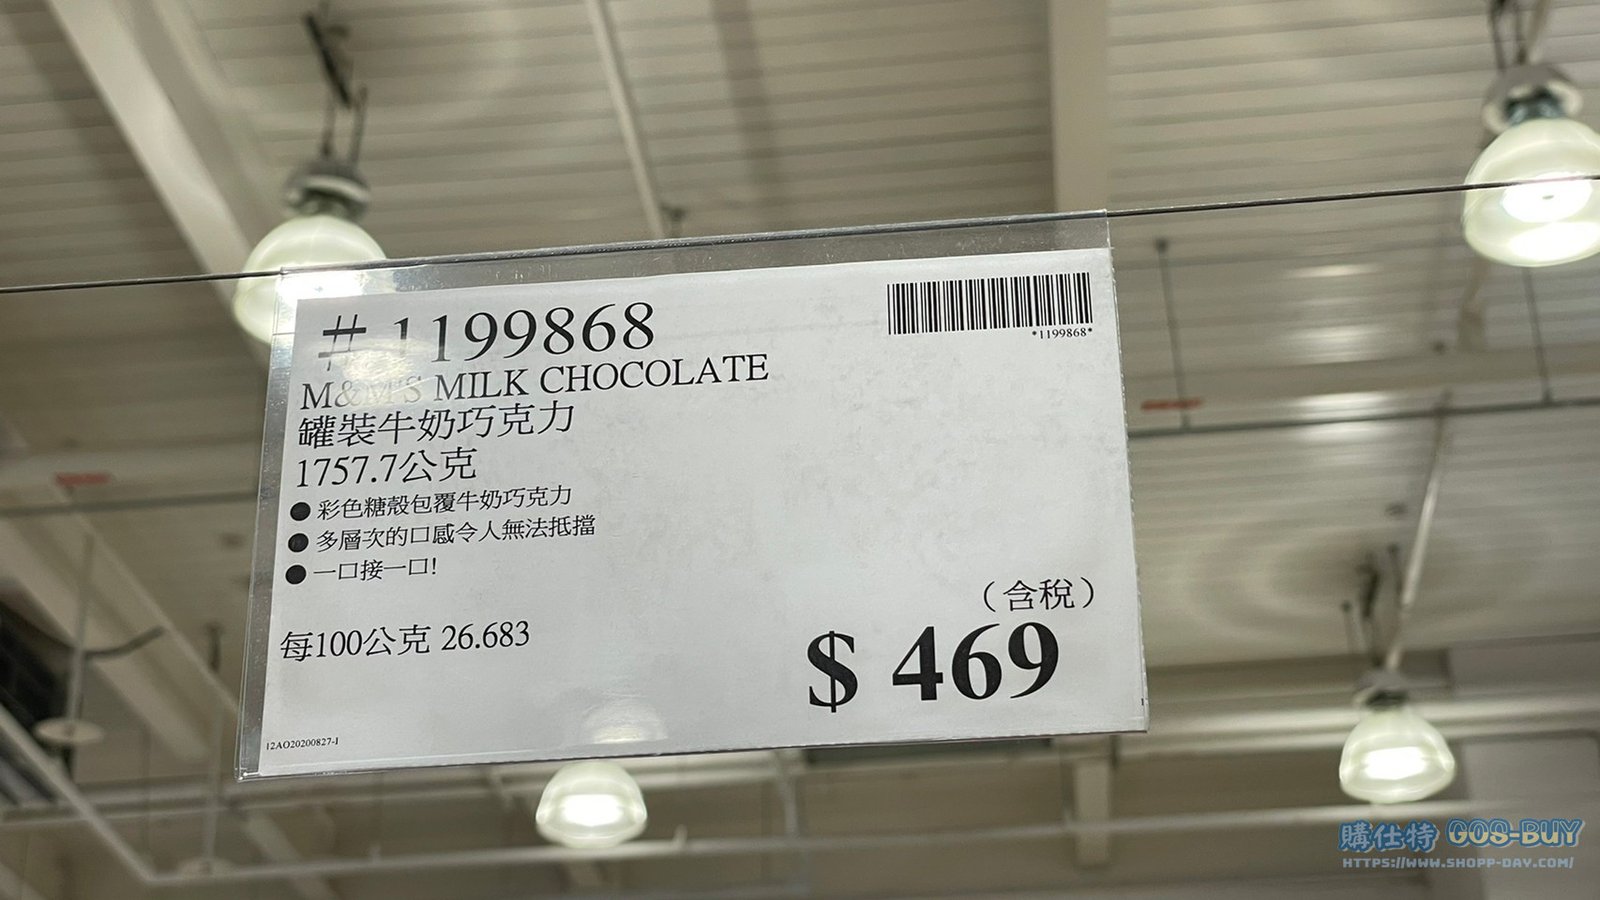 # 1199868
*1199868*
M&M'S MILK CHOCOLATE
罐裝牛奶巧克力
1757.7公克
● 彩色糖殼包覆牛奶巧克力
● 多層次的口感令人無法抵擋
● 一口接一口!
(含稅)
每100公克 26.683
$ 469
12AO20200827-1
購仕特 GOS-BUY
HTTPS://WWW.SHOPP-DAY.COM/